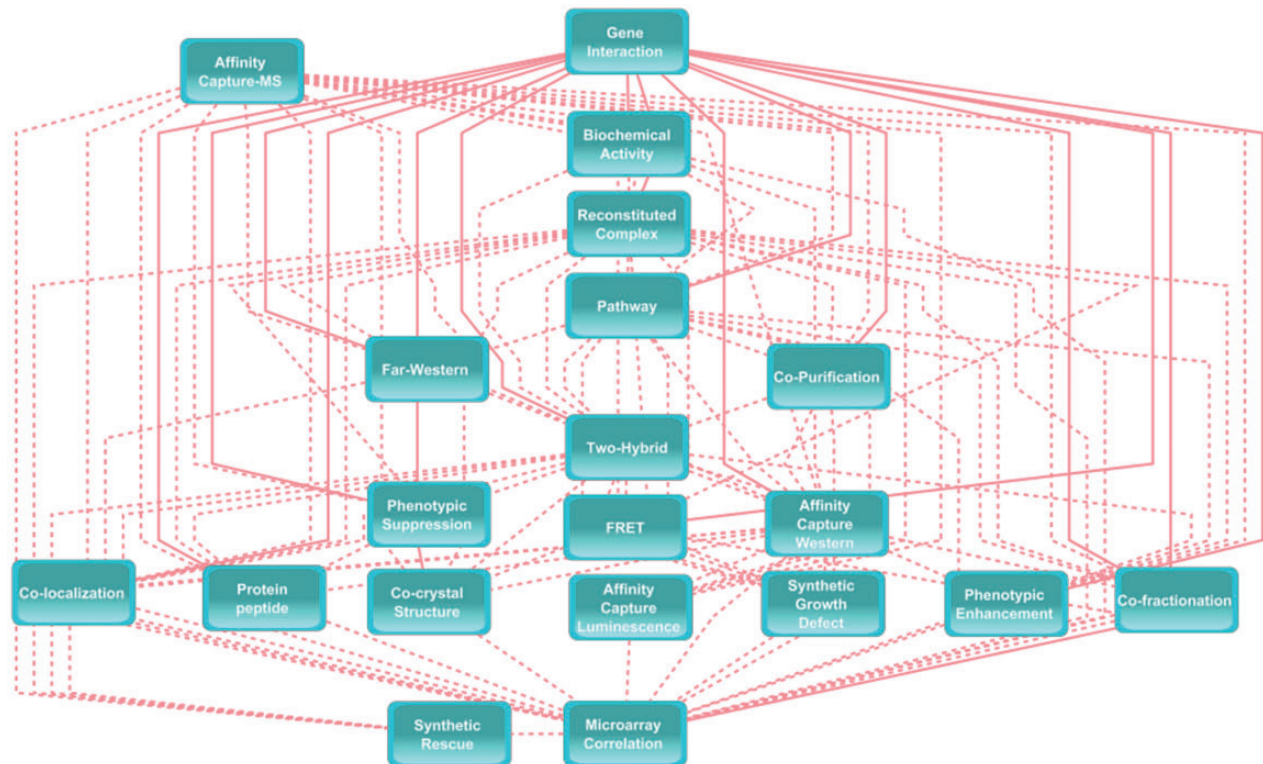 Gene
Interaction
Affinity
Capture-MS
Biochemical
Activity
Reconstituted
Complex
Pathway
Far-Western
Co-Purification
Two-Hybrid
Phenotypic
Suppression
FRET
Affinity
Capture
Western
Co-localization
Protein
peptide
Co-crystal
Structure
Affinity
Capture
Luminescence
Synthetic
Growth
Defect
Phenotypic
Enhancement
Co-fractionation
Synthetic
Rescue
Microarray
Correlation